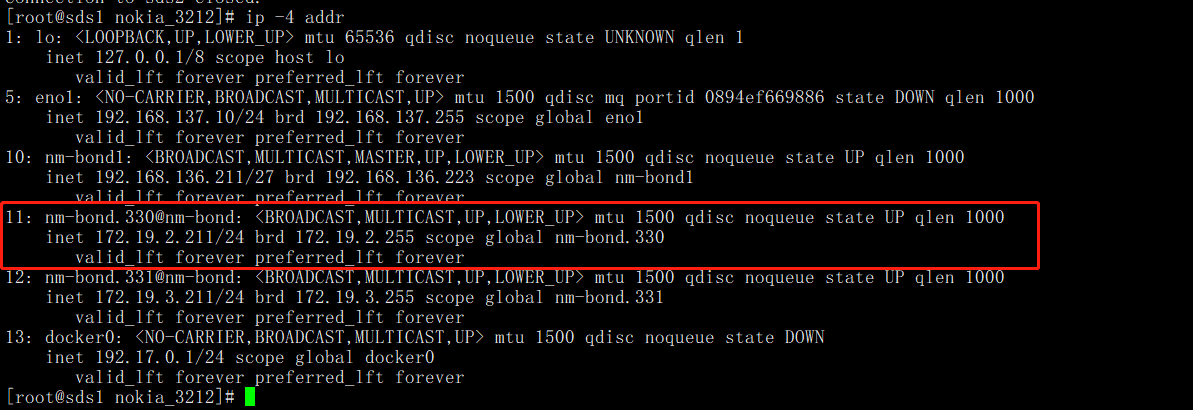 connection to sds2 closed.
[root@sds1 nokia_3212]# ip -4 addr
1: lo: <LOOPBACK,UP,LOWER_UP> mtu 65536 qdisc noqueue state UNKNOWN qlen 1
inet 127.0.0.1/8 scope host lo
valid_lft forever preferred_lft forever
5: eno1: <NO-CARRIER,BROADCAST,MULTICAST,UP> mtu 1500 qdisc mq portid 0894ef669886 state DOWN qlen 1000
inet 192.168.137.10/24 brd 192.168.137.255 scope global eno1
valid_lft forever preferred_lft forever
10: nm-bond1: <BROADCAST,MULTICAST,MASTER,UP,LOWER_UP> mtu 1500 qdisc noqueue state UP qlen 1000
inet 192.168.136.211/27 brd 192.168.136.223 scope global nm-bond1
valid_lft forever preferred_lft forever
11: nm-bond.330@nm-bond: <BROADCAST,MULTICAST,UP,LOWER_UP> mtu 1500 qdisc noqueue state UP qlen 1000
inet 172.19.2.211/24 brd 172.19.2.255 scope global nm-bond.330
valid_lft forever preferred_lft forever
12: nm-bond.331@nm-bond: <BROADCAST,MULTICAST,UP,LOWER_UP> mtu 1500 qdisc noqueue state UP qlen 1000
inet 172.19.3.211/24 brd 172.19.3.255 scope global nm-bond.331
valid_lft forever preferred_lft forever
13: docker0: <NO-CARRIER,BROADCAST,MULTICAST,UP> mtu 1500 qdisc noqueue state DOWN
inet 192.17.0.1/24 scope global docker0
valid_lft forever preferred_lft forever
[root@sds1 nokia_3212]#